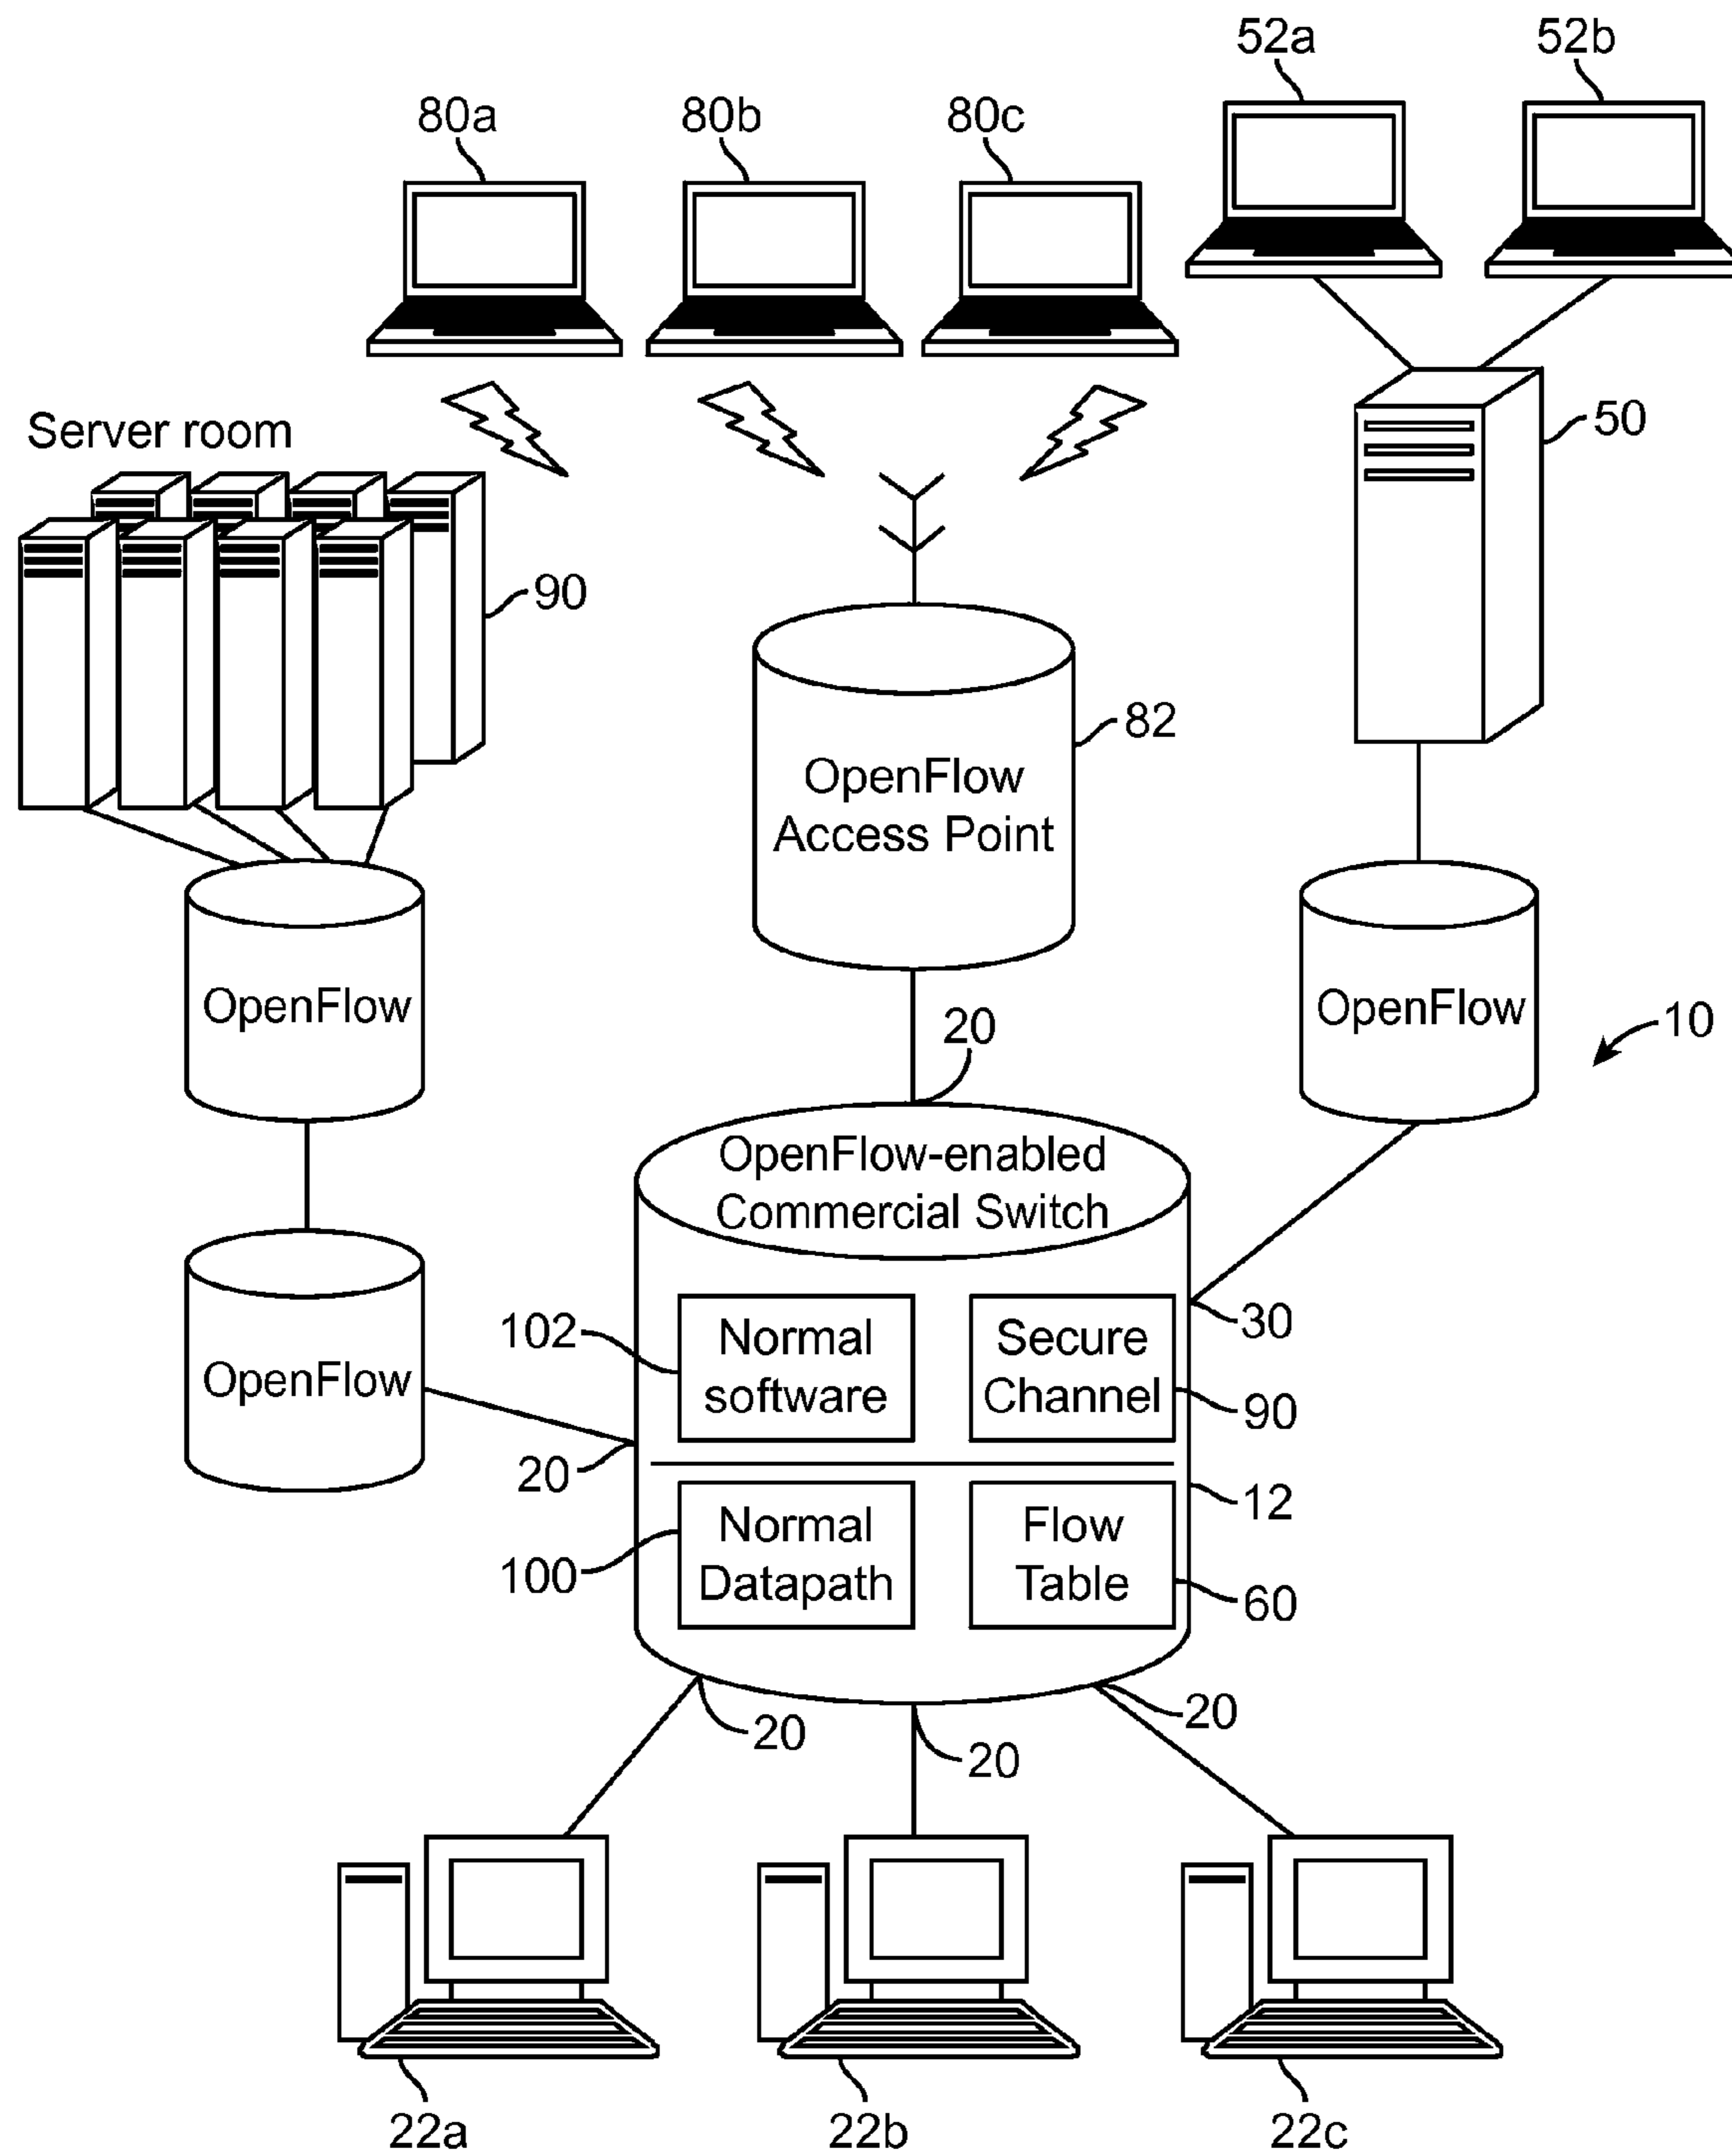 52a
52b
80a
80b
80c
Server room
50
90
82
OpenFlow
Access Point
OpenFlow
OpenFlow
20
10
OpenFlow-enabled
Commercial Switch
102
Normal
software
Secure
Channel
30
90
OpenFlow
20
100
Normal
Datapath
Flow
Table
12
60
20
20
20
22a
22b
22c